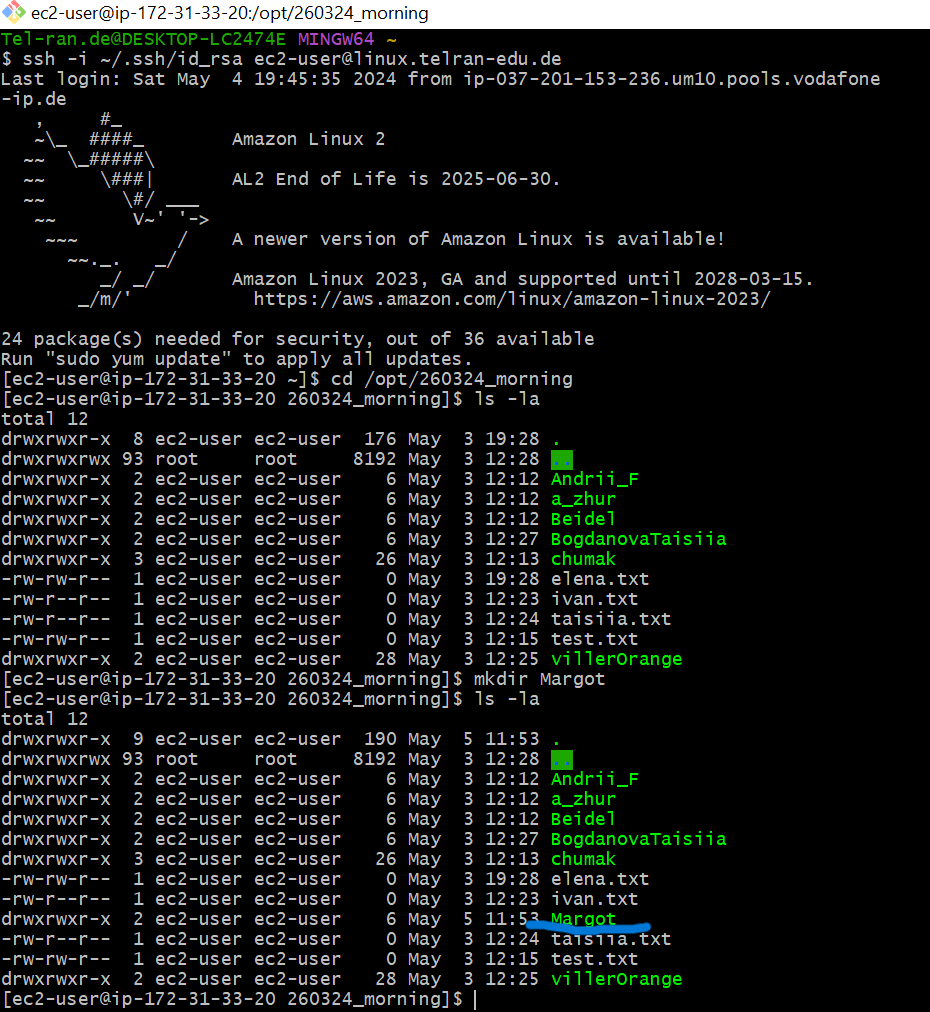 ec2-user@ip-172-31-33-20:/opt/260324_morning
Tel-ran.de@DESKTOP-LC2474E MINGW64 ~
$ ssh -i ~/.ssh/id_rsa ec2-user@linux.telran-edu.de
Last login: Sat May  4 19:45:35 2024 from ip-037-201-153-236.um10.pools.vodafone
-ip.de
   ,     #_
   ~\_  ####_        Amazon Linux 2
  ~~  \_#####\
  ~~     \###|       AL2 End of Life is 2025-06-30.
  ~~       \#/ ___
   ~~       V~' '->
    ~~~         /    A newer version of Amazon Linux is available!
      ~~._.   _/
         _/ _/       Amazon Linux 2023, GA and supported until 2028-03-15.
       _/m/'           https://aws.amazon.com/linux/amazon-linux-2023/

24 package(s) needed for security, out of 36 available
Run "sudo yum update" to apply all updates.
[ec2-user@ip-172-31-33-20 ~]$ cd /opt/260324_morning
[ec2-user@ip-172-31-33-20 260324_morning]$ ls -la
total 12
drwxrwxr-x  8 ec2-user ec2-user  176 May  3 19:28 .
drwxrwxrwx 93 root     root     8192 May  3 12:28 ..
drwxrwxr-x  2 ec2-user ec2-user    6 May  3 12:12 Andrii_F
drwxrwxr-x  2 ec2-user ec2-user    6 May  3 12:12 a_zhur
drwxrwxr-x  2 ec2-user ec2-user    6 May  3 12:12 Beidel
drwxrwxr-x  2 ec2-user ec2-user    6 May  3 12:27 BogdanovaTaisiia
drwxrwxr-x  3 ec2-user ec2-user   26 May  3 12:13 chumak
-rw-rw-r--  1 ec2-user ec2-user    0 May  3 19:28 elena.txt
-rw-r--r--  1 ec2-user ec2-user    0 May  3 12:23 ivan.txt
-rw-r--r--  1 ec2-user ec2-user    0 May  3 12:24 taisiia.txt
-rw-rw-r--  1 ec2-user ec2-user    0 May  3 12:15 test.txt
drwxrwxr-x  2 ec2-user ec2-user   28 May  3 12:25 villerOrange
[ec2-user@ip-172-31-33-20 260324_morning]$ mkdir Margot
[ec2-user@ip-172-31-33-20 260324_morning]$ ls -la
total 12
drwxrwxr-x  9 ec2-user ec2-user  190 May  5 11:53 .
drwxrwxrwx 93 root     root     8192 May  3 12:28 ..
drwxrwxr-x  2 ec2-user ec2-user    6 May  3 12:12 Andrii_F
drwxrwxr-x  2 ec2-user ec2-user    6 May  3 12:12 a_zhur
drwxrwxr-x  2 ec2-user ec2-user    6 May  3 12:12 Beidel
drwxrwxr-x  2 ec2-user ec2-user    6 May  3 12:27 BogdanovaTaisiia
drwxrwxr-x  3 ec2-user ec2-user   26 May  3 12:13 chumak
-rw-rw-r--  1 ec2-user ec2-user    0 May  3 19:28 elena.txt
-rw-r--r--  1 ec2-user ec2-user    0 May  3 12:23 ivan.txt
drwxrwxr-x  2 ec2-user ec2-user    6 May  5 11:53 Margot
-rw-r--r--  1 ec2-user ec2-user    0 May  3 12:24 taisiia.txt
-rw-rw-r--  1 ec2-user ec2-user    0 May  3 12:15 test.txt
drwxrwxr-x  2 ec2-user ec2-user   28 May  3 12:25 villerOrange
[ec2-user@ip-172-31-33-20 260324_morning]$